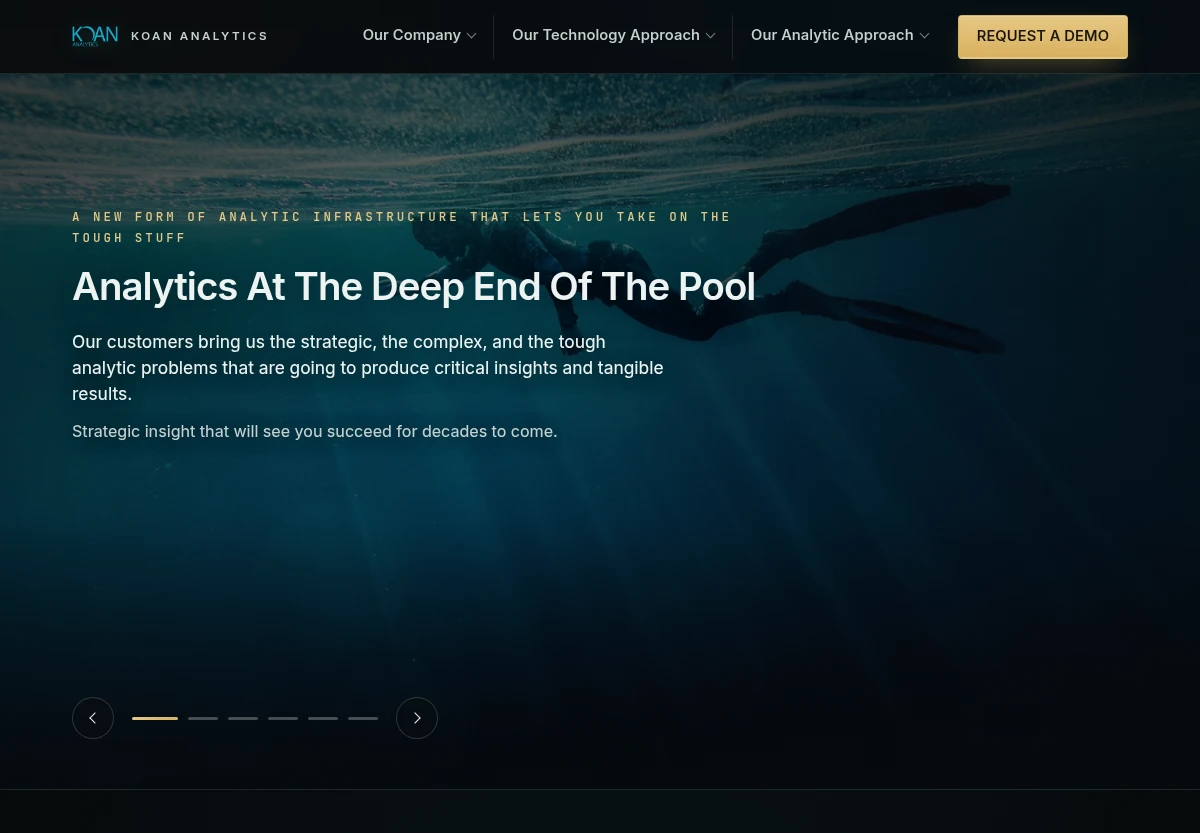 KOAN
ANALYTICS
KOAN ANALYTICS
Our Company
Our Technology Approach
Our Analytic Approach
REQUEST A DEMO
A NEW FORM OF ANALYTIC INFRASTRUCTURE THAT LETS YOU TAKE ON THE
TOUGH STUFF
Analytics At The Deep End Of The Pool
Our customers bring us the strategic, the complex, and the tough
analytic problems that are going to produce critical insights and tangible
results.
Strategic insight that will see you succeed for decades to come.